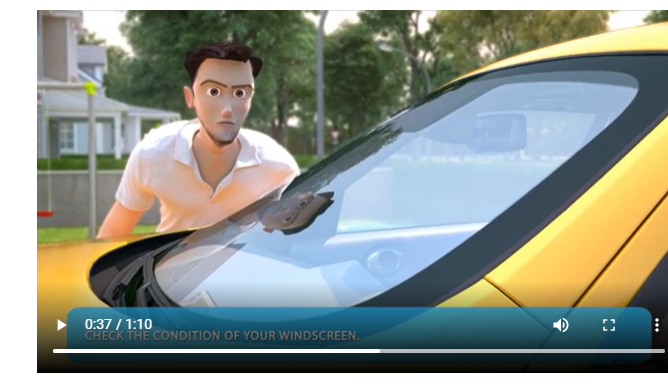 0:37 / 1:10
CHECK THE CONDITION OF YOUR WINDSCREEN.